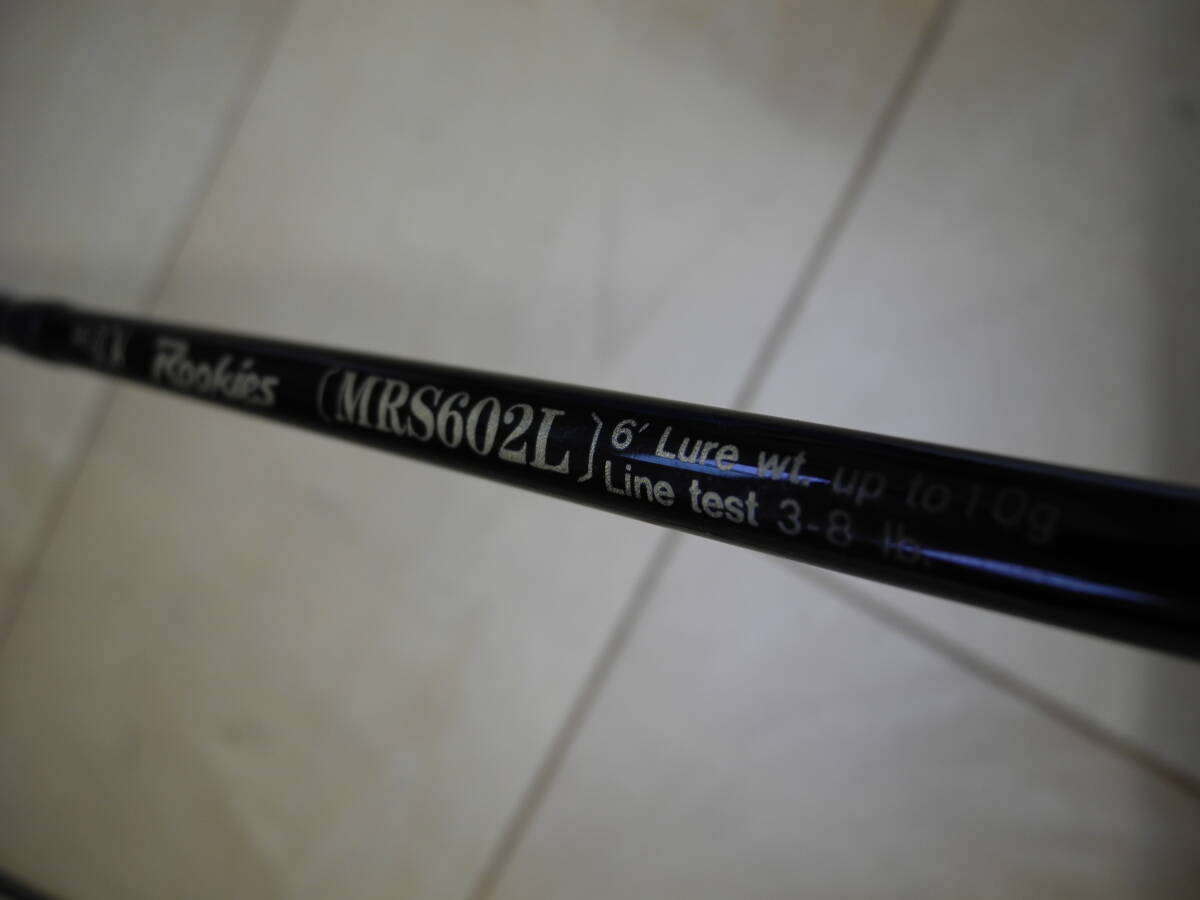 Rookies [MRS602L] 6' Lure wt. up to 10g
Line test 3-8 lb.